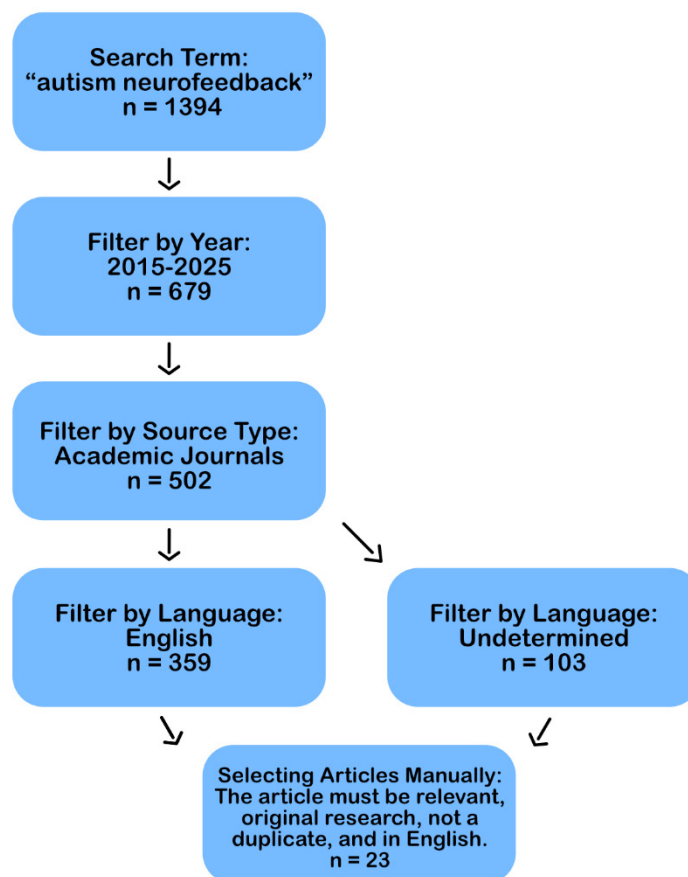 Search Term:
“autism neurofeedback”
n = 1394
Filter by Year:
2015-2025
n = 679
Filter by Source Type:
Academic Journals
n = 502
Filter by Language:
English
n = 359
Filter by Language:
Undetermined
n = 103
Selecting Articles Manually:
The article must be relevant,
original research, not a
duplicate, and in English.
n = 23